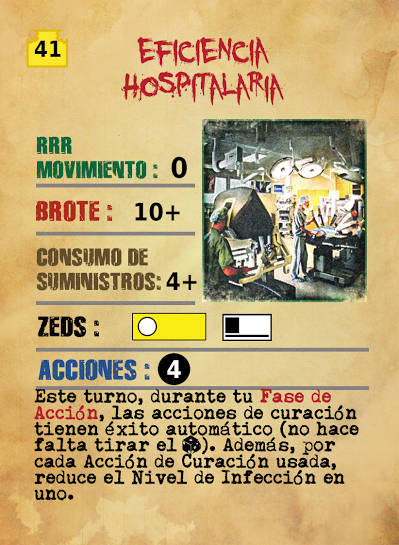 41
EFICIENCIA
HOSPITALARIA
RRR
MOVIMIENTO : 0
BROTE : 10+
CONSUMO DE
SUMINISTROS: 4+
ZEDS :
ACCIONES : 4
Este turno, durante tu Fase de
Acción, las acciones de curación
tienen éxito automático (no hace
falta tirar el ). Además, por
cada Acción de Curación usada,
reduce el Nivel de Infección en
uno.